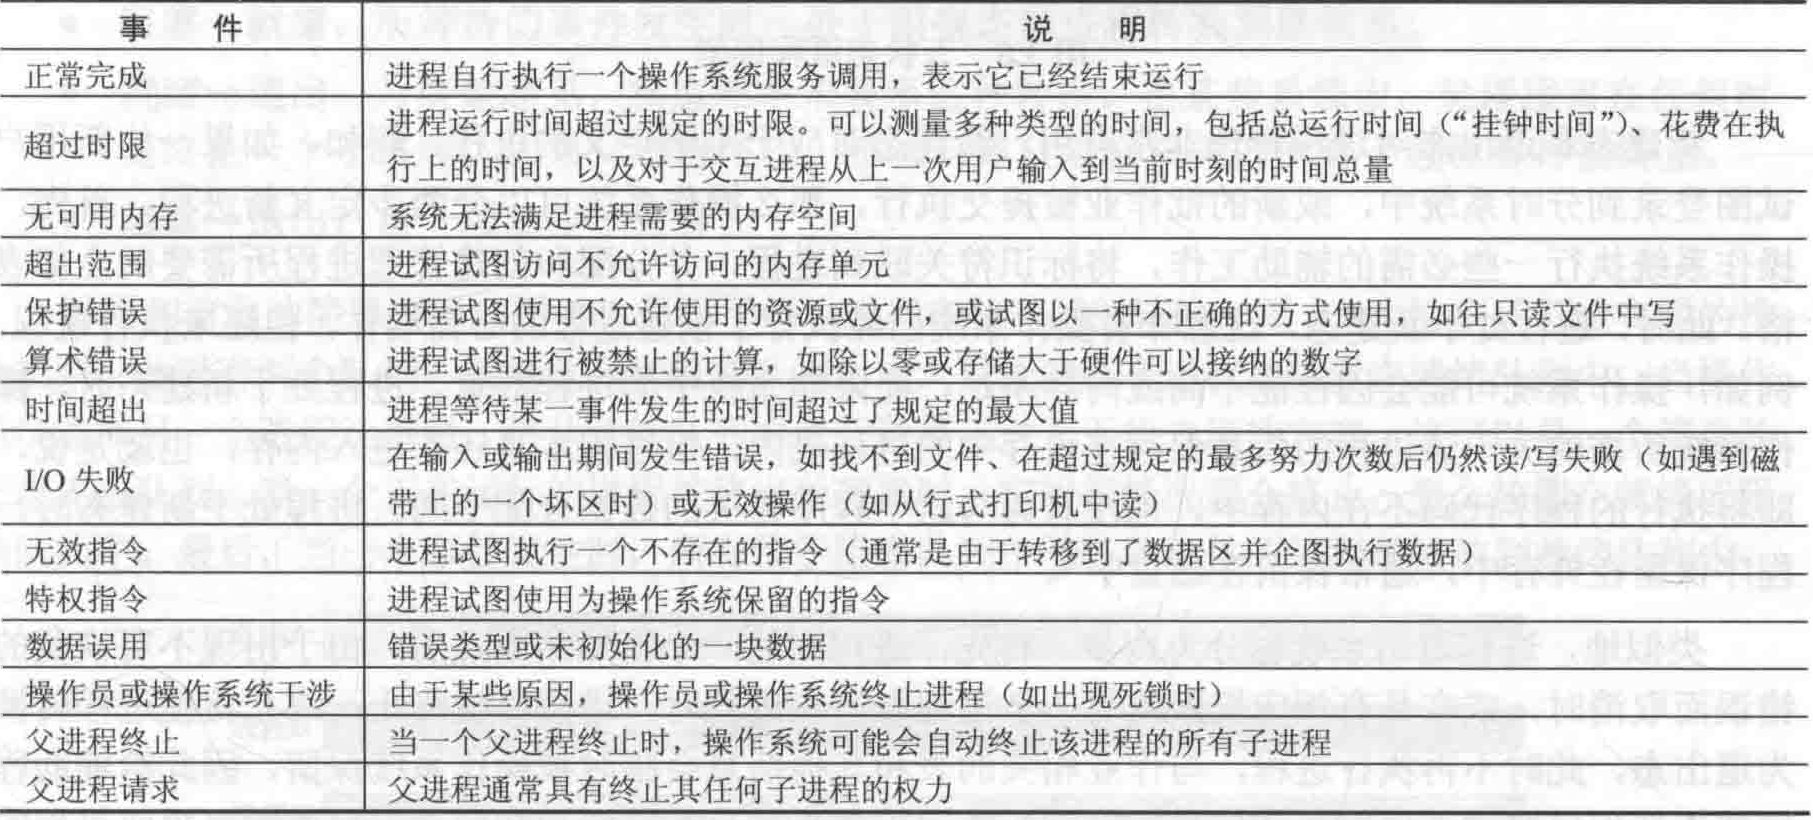 事 件 说 明
正常完成 进程自行执行一个操作系统服务调用，表示它已经结束运行
超过时限 进程运行时间超过规定的时限。可以测量多种类型的时间，包括总运行时间（“挂钟时间”）、花费在执
行上的时间，以及对于交互进程从上一次用户输入到当前时刻的时间总量
无可用内存 系统无法满足进程需要的内存空间
超出范围 进程试图访问不允许访问的内存单元
保护错误 进程试图使用不允许使用的资源或文件，或试图以一种不正确的方式使用，如往只读文件中写
算术错误 进程试图进行被禁止的计算，如除以零或存储大于硬件可以接纳的数字
时间超出 进程等待某一事件发生的时间超过了规定的最大值
I/O 失败 在输入或输出期间发生错误，如找不到文件、在超过规定的最多努力次数后仍然读/写失败（如遇到磁
带上的一个坏区时）或无效操作（如从行式打印机中读）
无效指令 进程试图执行一个不存在的指令（通常是由于转移到了数据区并企图执行数据）
特权指令 进程试图使用为操作系统保留的指令
数据误用 错误类型或未初始化的一块数据
操作员或操作系统干涉 由于某些原因，操作员或操作系统终止进程（如出现死锁时）
父进程终止 当一个父进程终止时，操作系统可能会自动终止该进程的所有子进程
父进程请求 父进程通常具有终止其任何子进程的权力